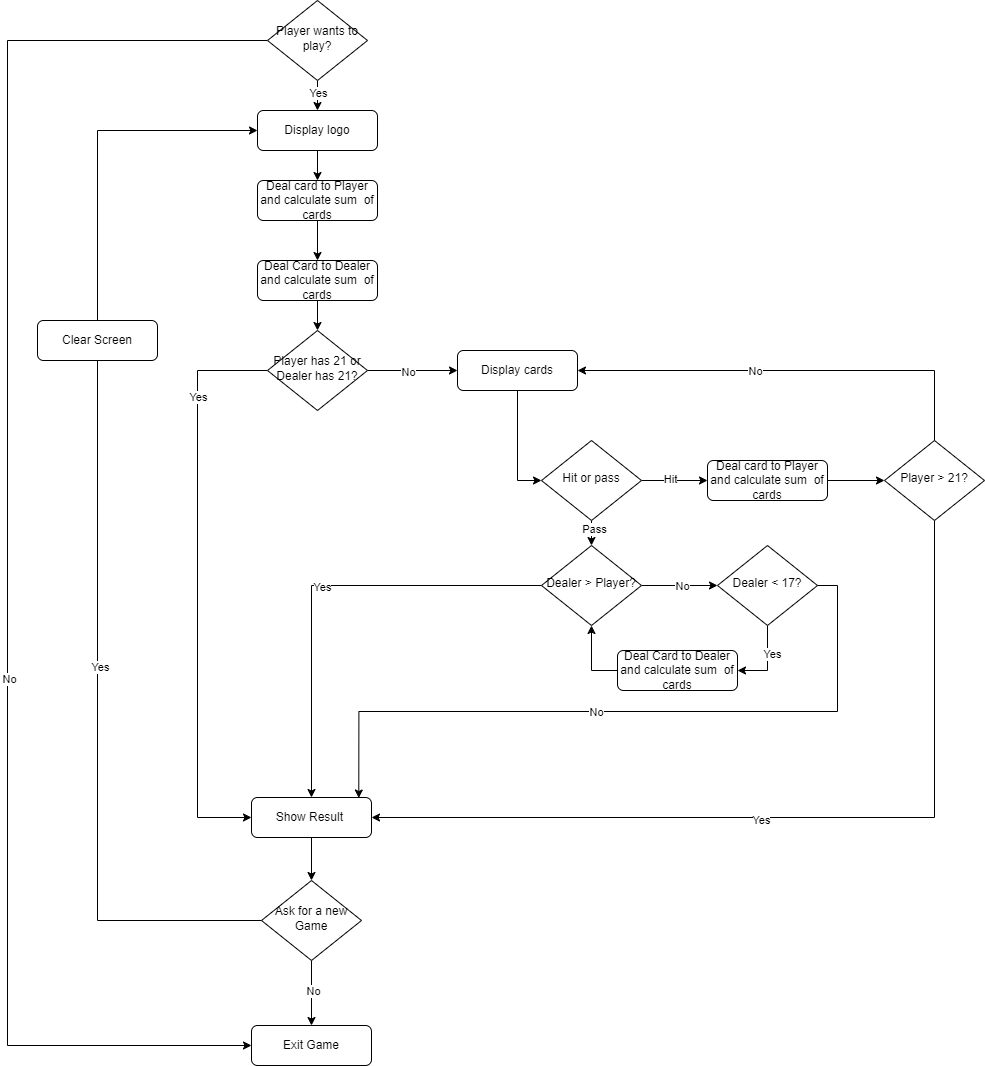 Player wants to
play?
Yes
Display logo
Deal card to Player
and calculate sum of
cards
Deal Card to Dealer
and calculate sum of
cards
Clear Screen
Player has 21 or
Dealer has 21?
No
Display cards
No
Yes
Hit or pass
Hit
Deal card to Player
and calculate sum of
cards
Player > 21?
Pass
Dealer > Player?
Yes
No
Dealer < 17?
Yes
Deal Card to Dealer
and calculate sum of
cards
Yes
No
No
Show Result
Yes
Ask for a new
Game
No
Exit Game